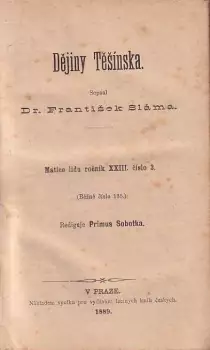 Dějiny Těšínska.
Sepsal
Dr. František Sláma.
Matice lidu ročník XXIII. číslo 3.
(Běžné číslo 135.)
Rediguje Primus Sobotka.
V PRAZE.
Nákladem spolku pro vydávání laciných knih českých.
1889.